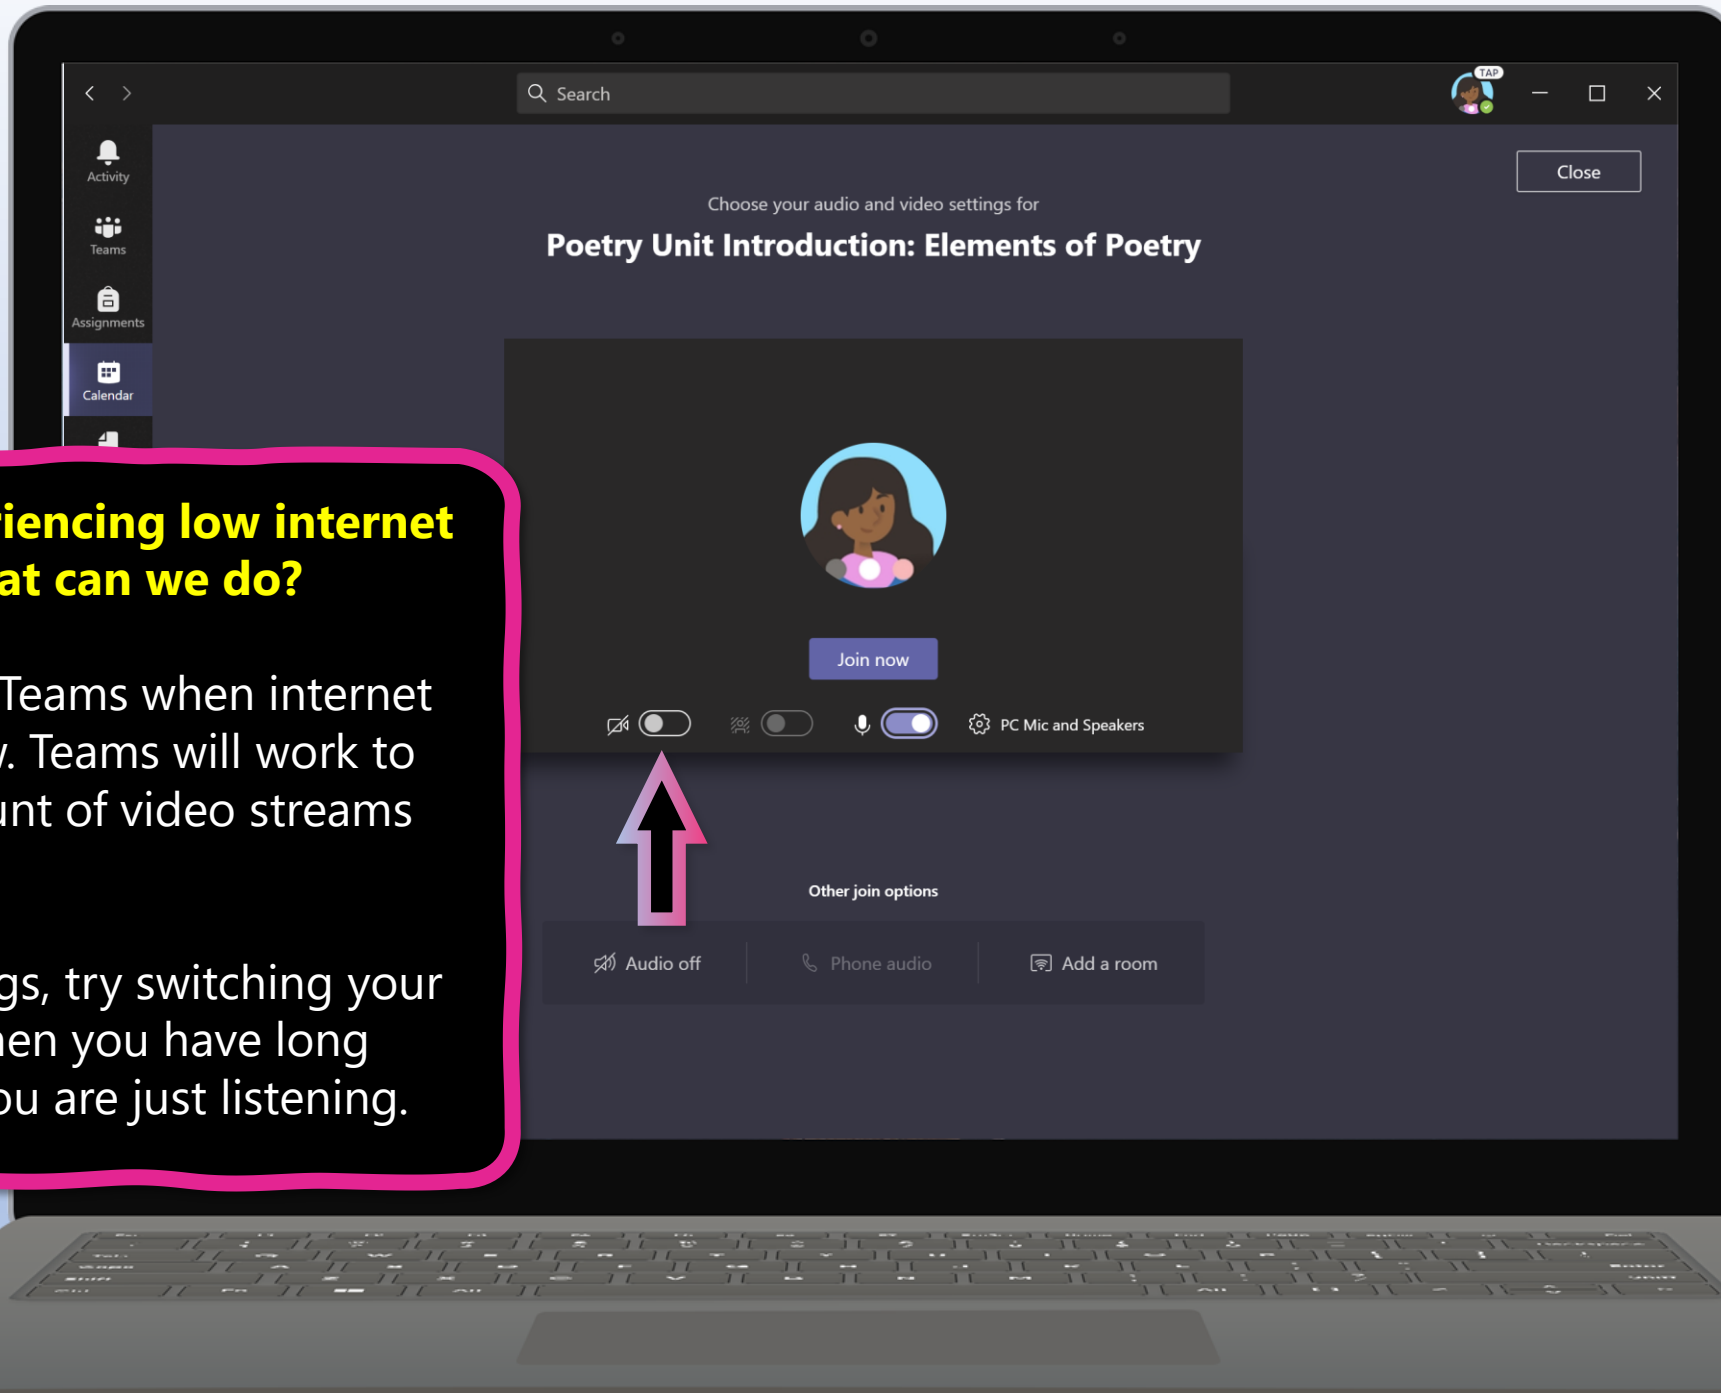 Search
TAP
Activity
Teams
Assignments
Calendar
Close
Choose your audio and video settings for
Poetry Unit Introduction: Elements of Poetry
Join now
PC Mic and Speakers
Other join options
Audio off
Phone audio
Add a room
riencing low internet
at can we do?
Teams when internet
. Teams will work to
unt of video streams
gs, try switching your
hen you have long
ou are just listening.